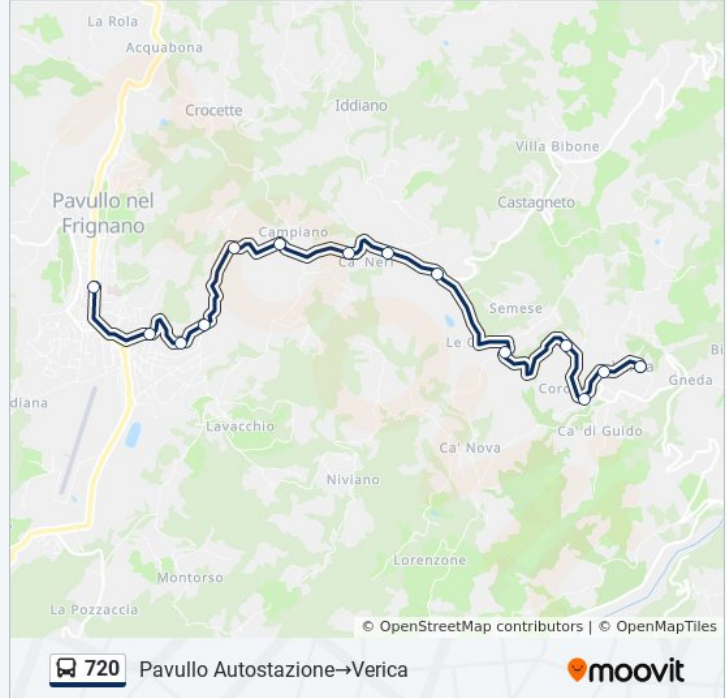 La Rola
Acquabona
Crocette
Iddiano
Villa Bibone
Castagneto
Pavullo nel
Frignano
Campiano
Ca' Neri
Semese
Le C
Coro
Gneda
Bi
diana
Ca' di Guido
Lavacchio
Ca' Nova
Niviano
Lorenzone
Montorso
La Pozzaccia
© OpenStreetMap contributors | © OpenMapTiles
720 Pavullo Autostazione→Verica
moovit